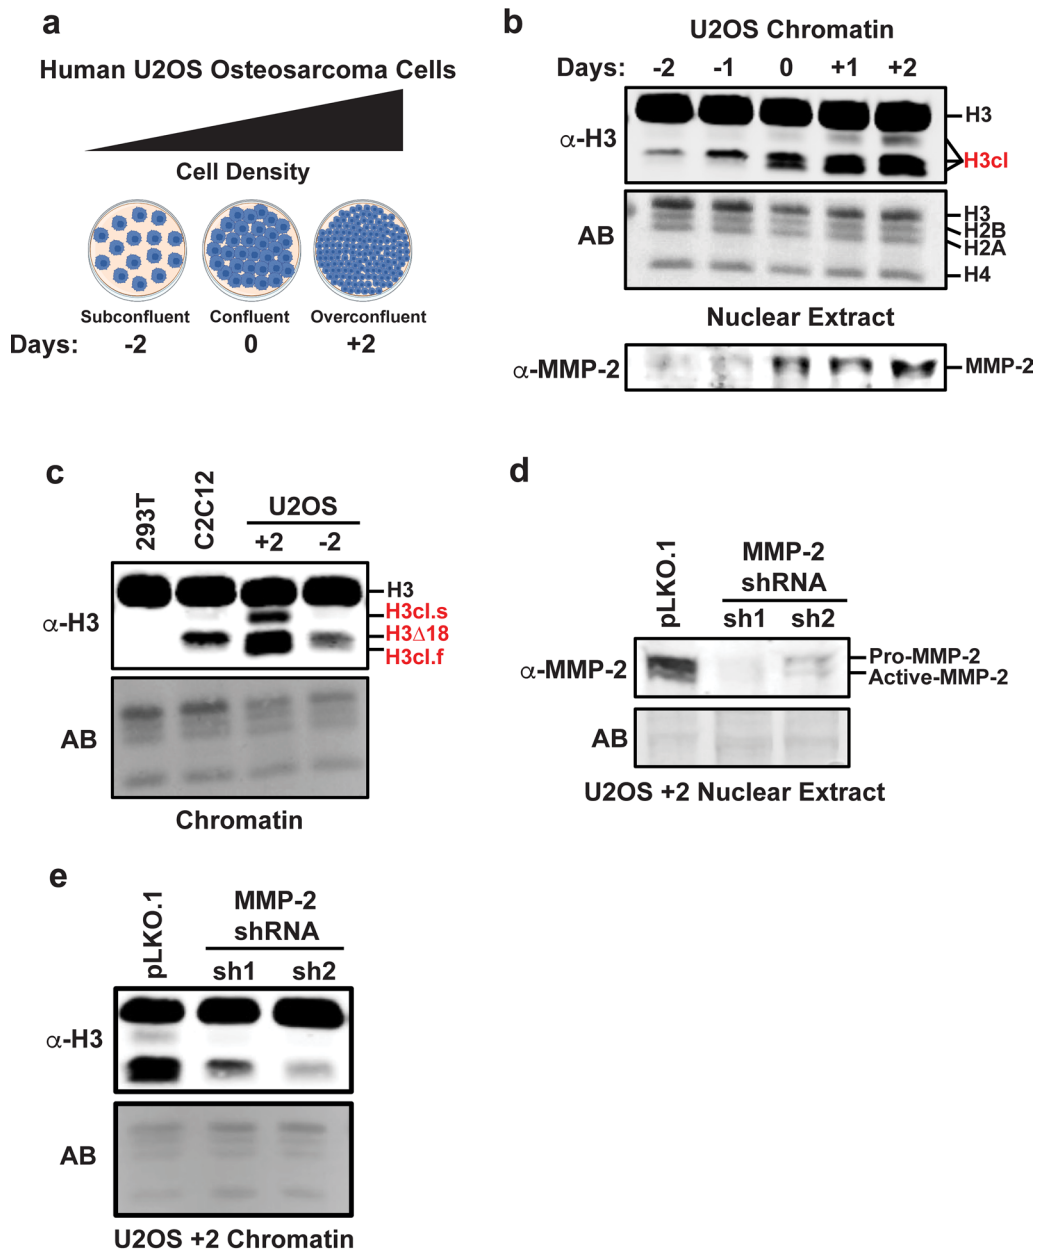 a
Human U2OS Osteosarcoma Cells
Cell Density
Subconfluent Confluent Overconfluent
Days: -2 0 +2
b
U2OS Chromatin
Days: -2 -1 0 +1 +2
α-H3
H3
H3cl
AB
H3
H2B
H2A
H4
Nuclear Extract
α-MMP-2
MMP-2
c
293T
C2C12
U2OS
+2 -2
α-H3
H3
H3cl.s
H3Δ18
H3cl.f
AB
Chromatin
d
pLKO.1
MMP-2
shRNA
sh1 sh2
α-MMP-2
Pro-MMP-2
Active-MMP-2
AB
U2OS +2 Nuclear Extract
e
pLKO.1
MMP-2
shRNA
sh1 sh2
α-H3
AB
U2OS +2 Chromatin